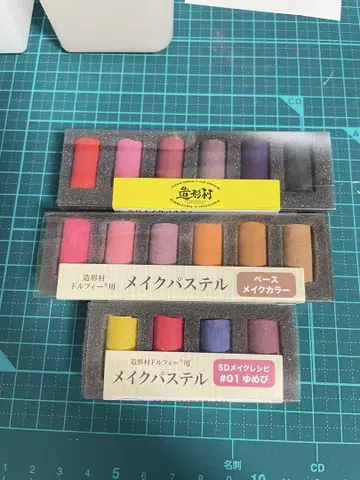 造形村
造形村
ドルフィー®用
メイクパステル
ベース
メイクカラー
造形村ドルフィー®用
メイクパステル
SDメイクレシピ
#01 ゆめび
名刺
CD
5
10
CD